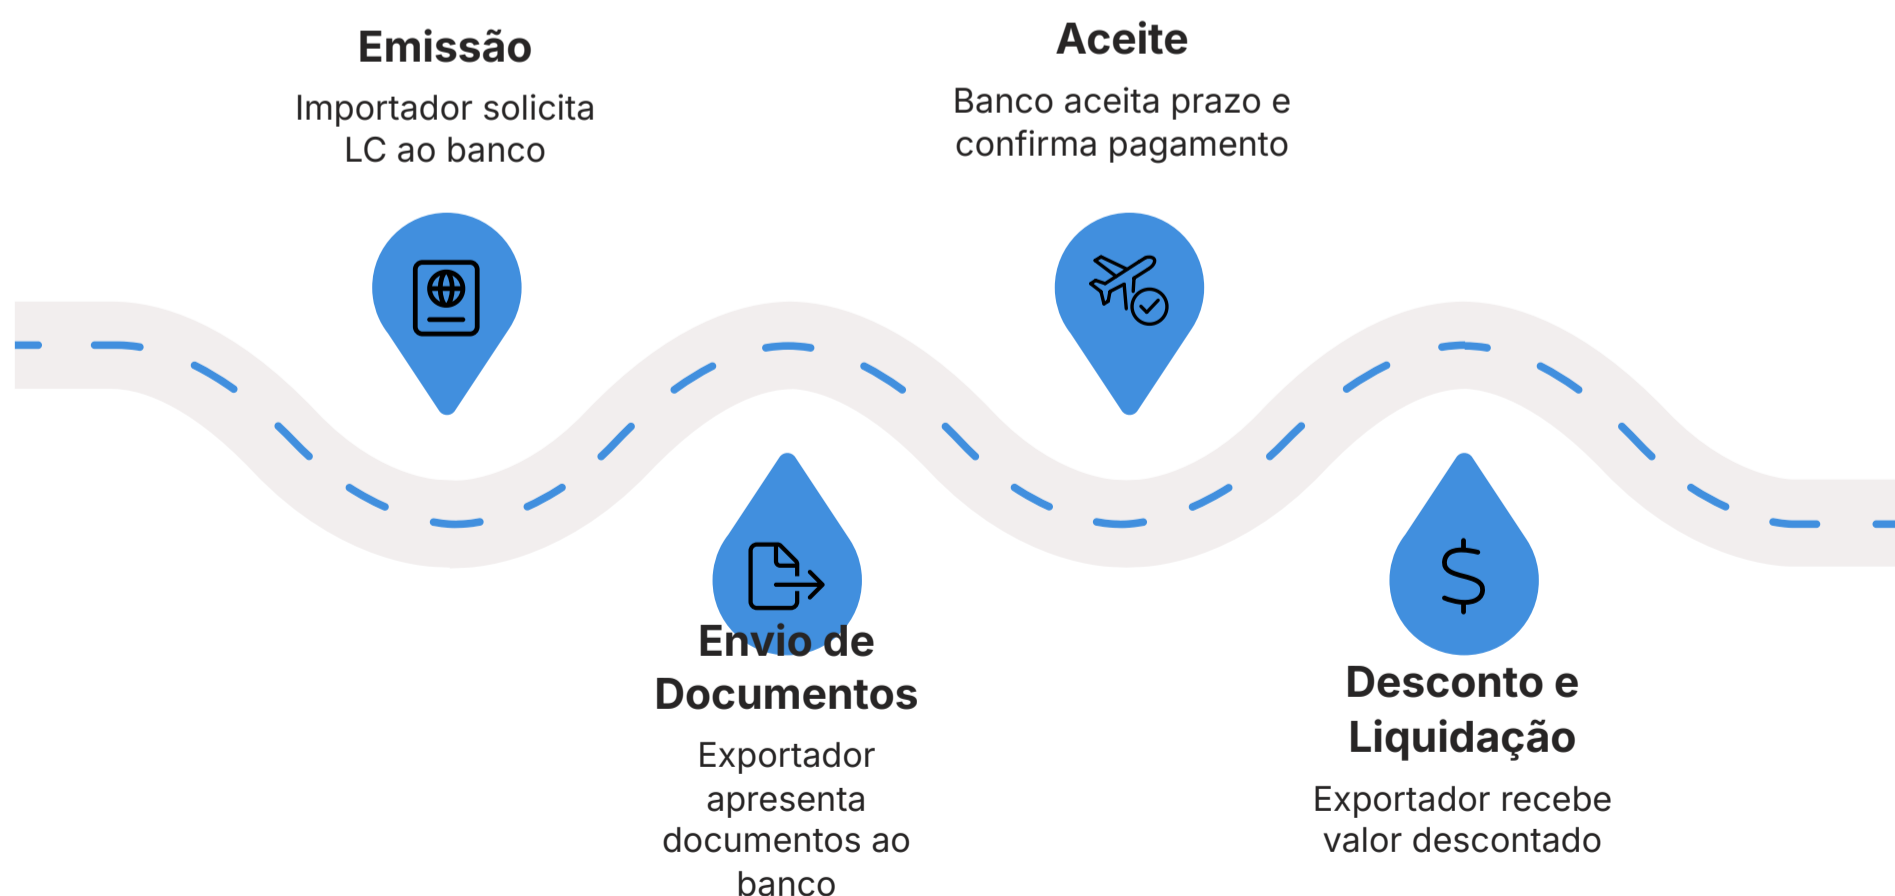 Emissão
Importador solicita
LC ao banco
Envio de
Documentos
Exportador
apresenta
documentos ao
banco
Aceite
Banco aceita prazo e
confirma pagamento
Desconto e
Liquidação
Exportador recebe
valor descontado